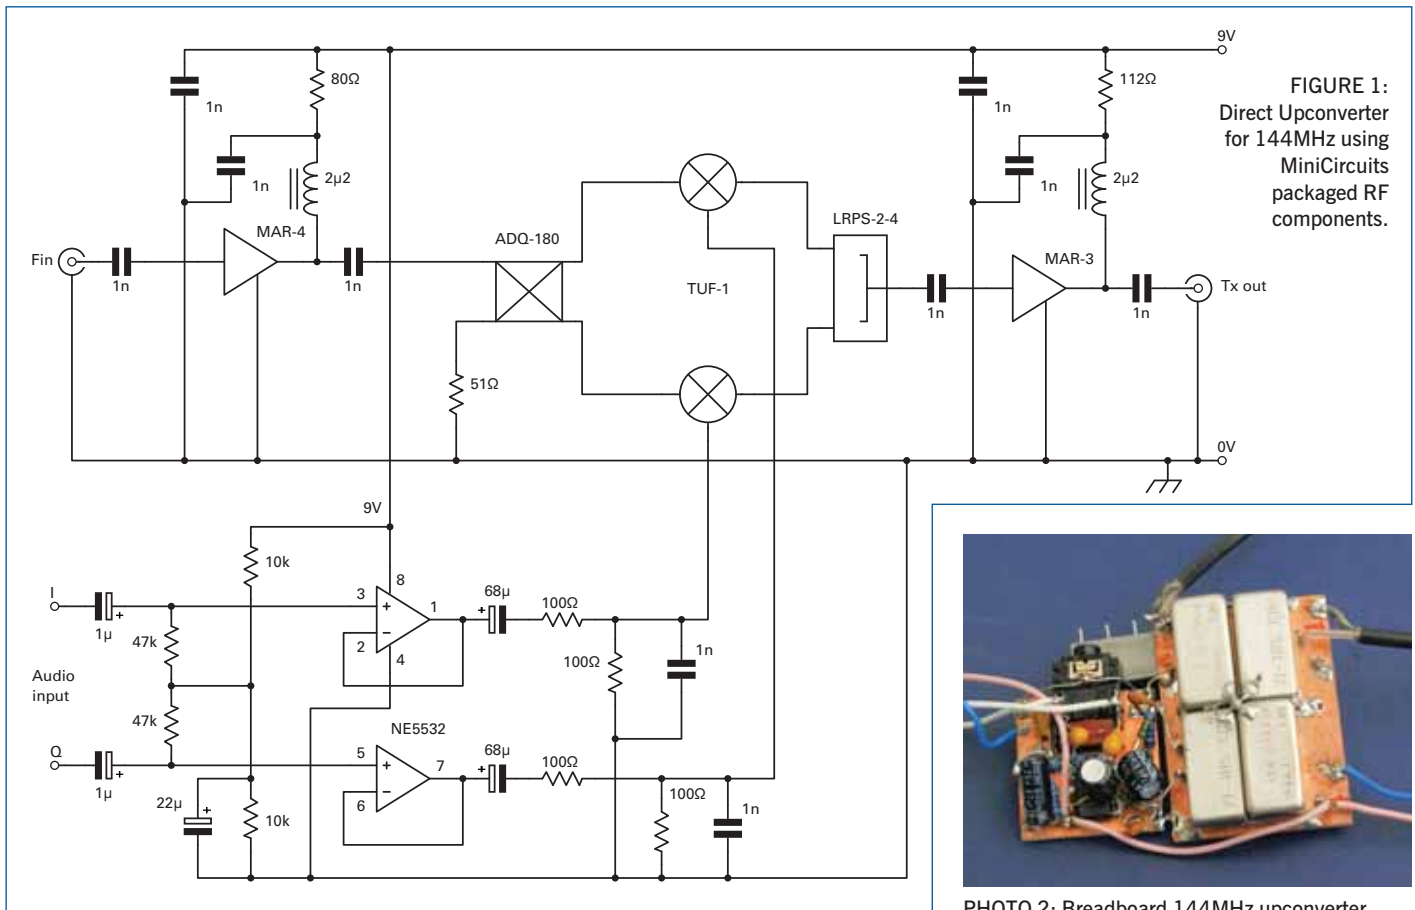 9V
FIGURE 1:
Direct Upconverter
for 144MHz using
MiniCircuits
packaged RF
components.
1n
80Ω
1n
2µ2
MAR-4
Fin
1n
1n
ADQ-180
51Ω
TUF-1
LRPS-2-4
1n
112Ω
1n
2µ2
MAR-3
1n
1n
Tx out
0V
9V
10k
I
1µ
+
47k
3
+
8
1
−
2
4
68µ
+
100Ω
100Ω
1n
Audio
input
47k
Q
1µ
+
NE5532
5
+
7
−
6
68µ
+
100Ω
100Ω
1n
22µ
+
10k
PHOTO 2: Breadboard 144MHz upconverter